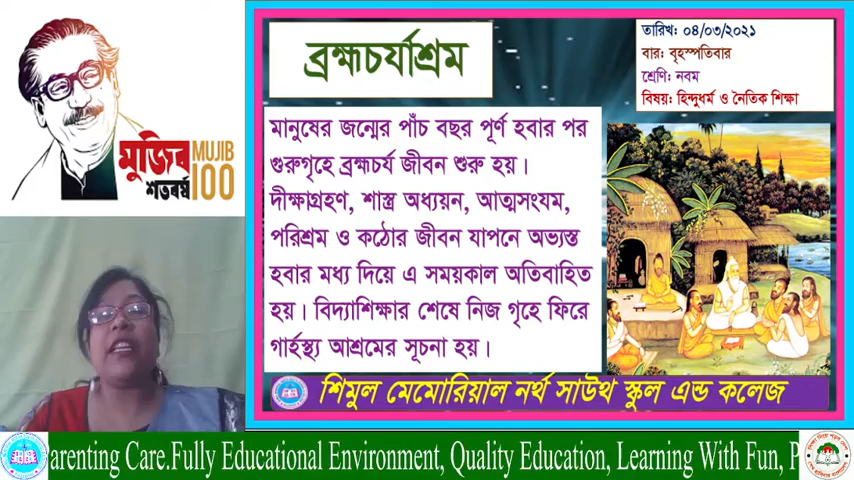 মুজিব
শতবর্ষ
MUJIB
100
ব্রহ্মচর্যাশ্রম
তারিখ: ০৪/০৩/২০২১
বার: বৃহস্পতিবার
শ্রেণি: নবম
বিষয়: হিন্দুধর্ম ও নৈতিক শিক্ষা
মানুষের জন্মের পাঁচ বছর পূর্ণ হবার পর
গুরুগৃহে ব্রহ্মচর্য জীবন শুরু হয়।
দীক্ষাগ্রহণ, শাস্ত্র অধ্যয়ন, আত্মসংযম,
পরিশ্রম ও কঠোর জীবন যাপনে অভ্যস্ত
হবার মধ্য দিয়ে এ সময়কাল অতিবাহিত
হয়। বিদ্যাশিক্ষার শেষে নিজ গৃহে ফিরে
গার্হস্থ্য আশ্রমের সূচনা হয়।
শিমুল মেমোরিয়াল নর্থ সাউথ স্কুল এন্ড কলেজ
arenting Care.Fully Educational Environment, Quality Education, Learning With Fun, P